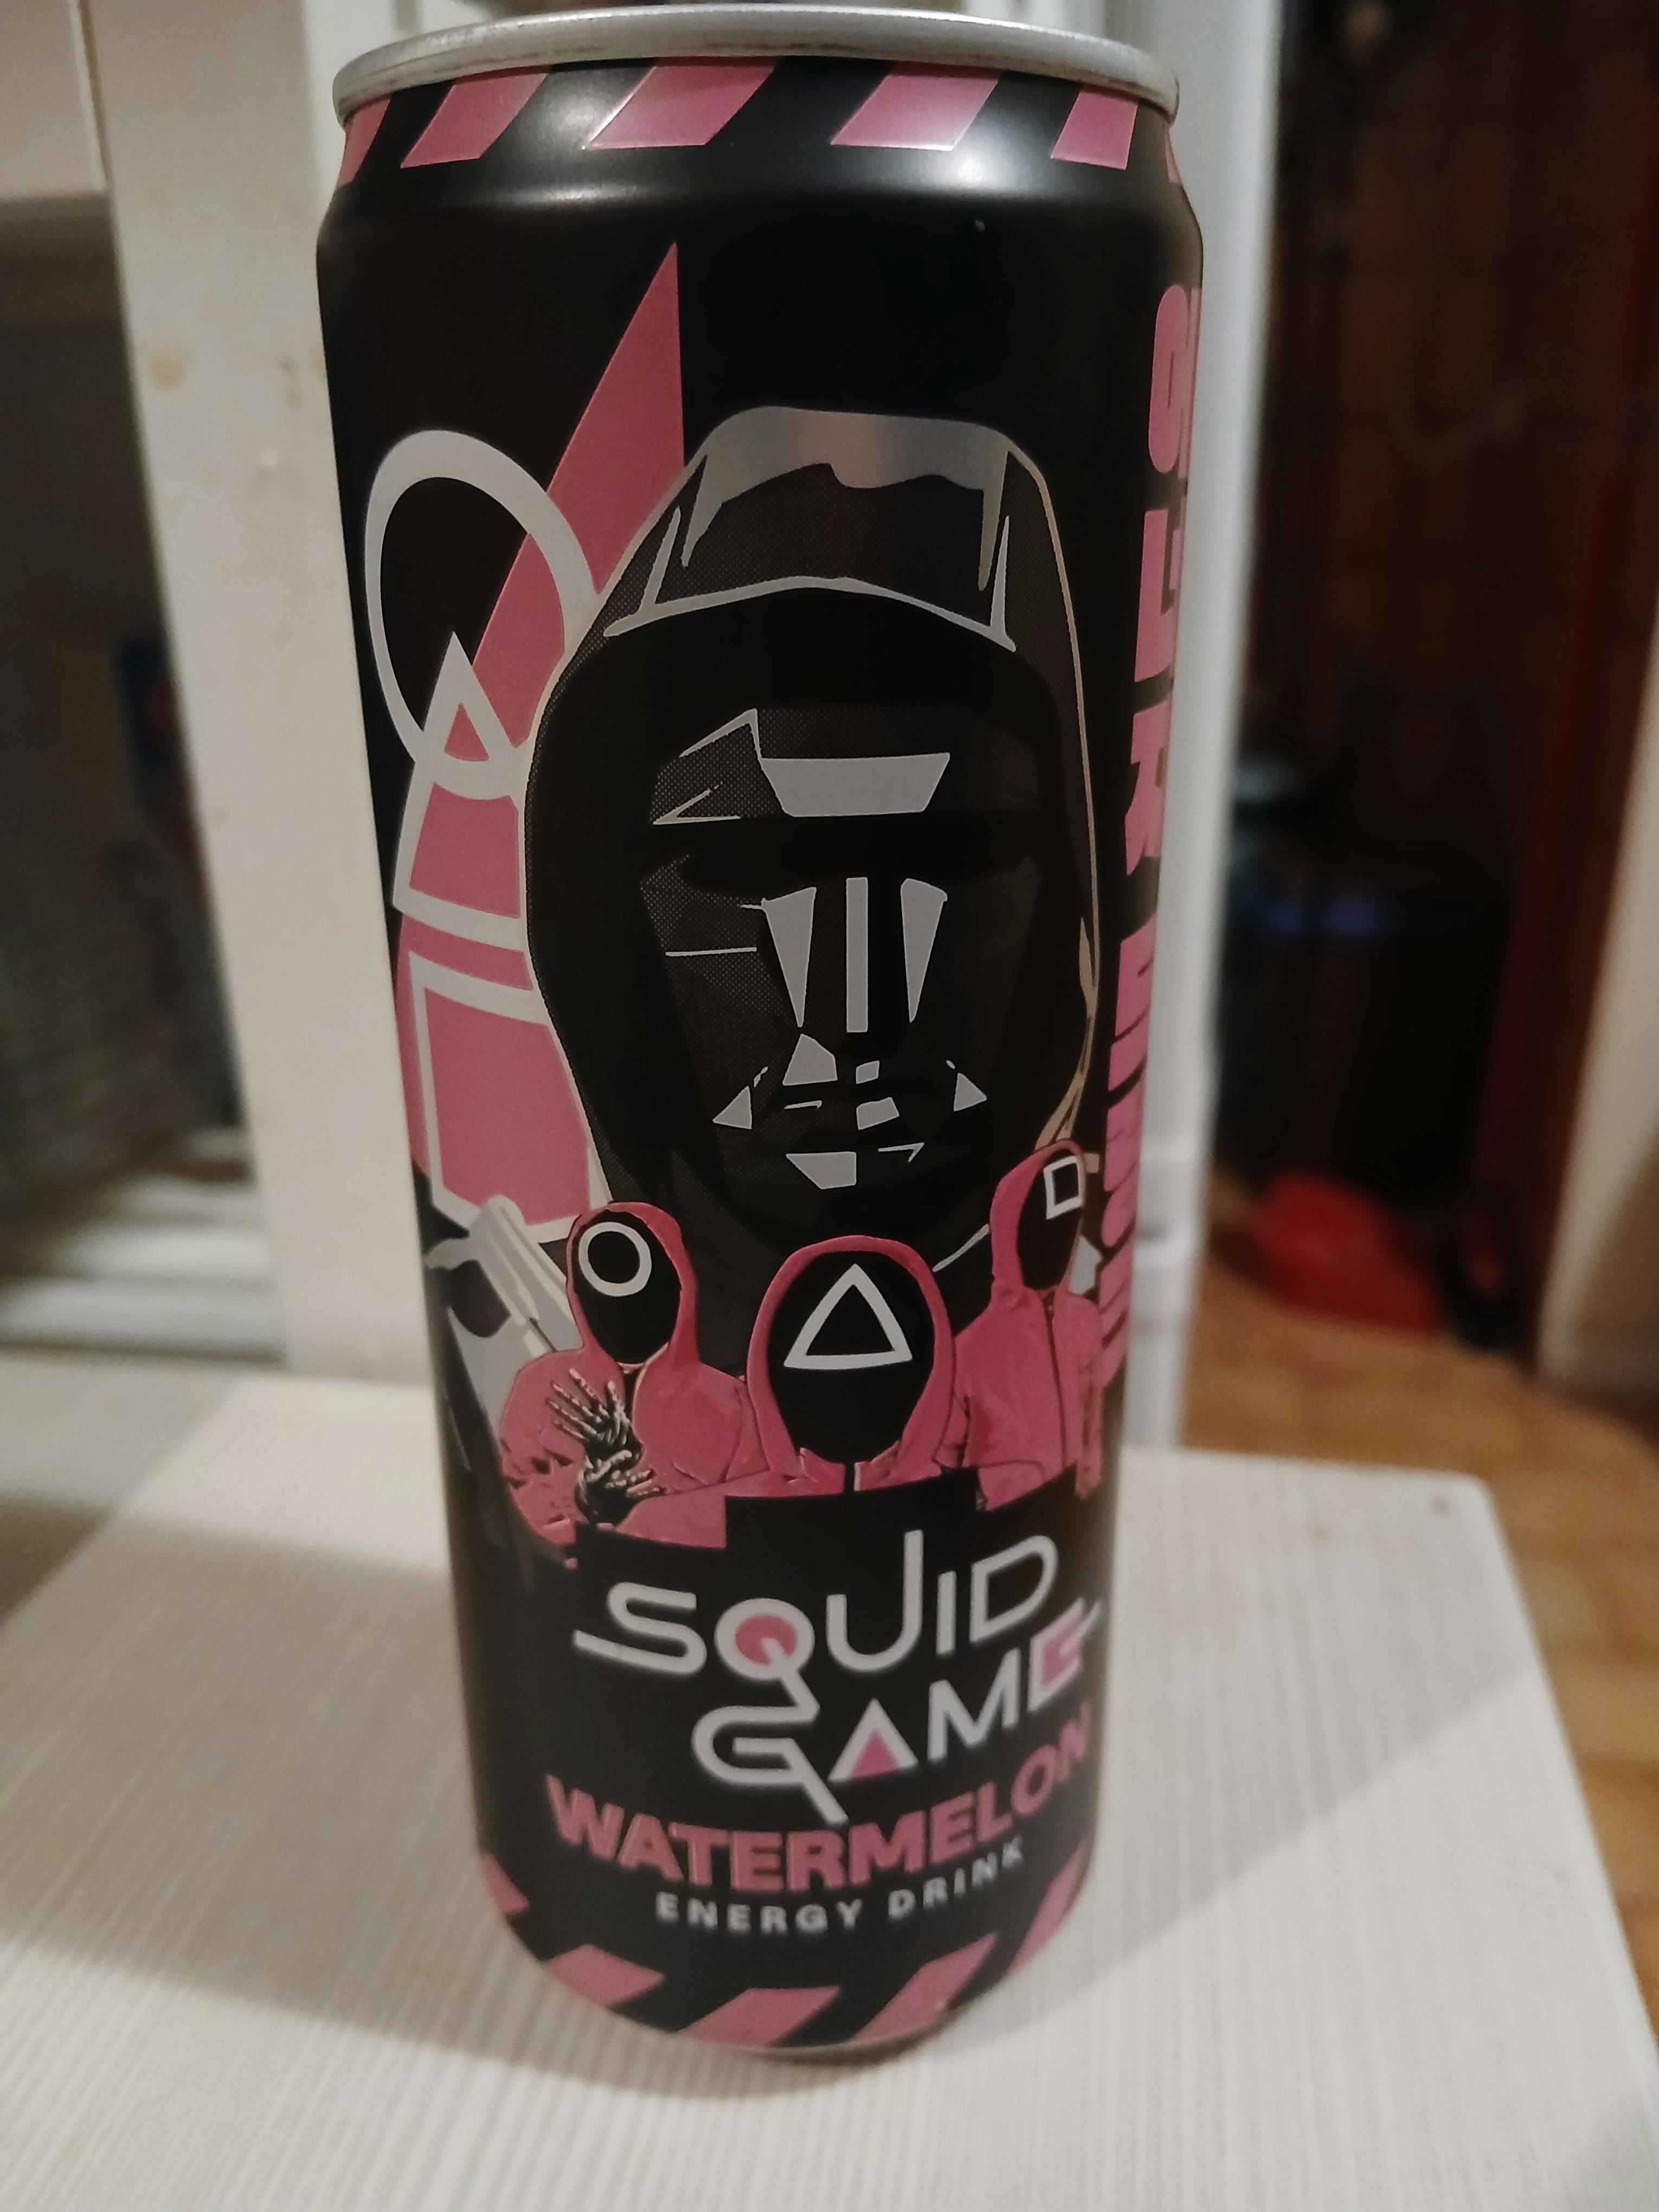 SQUID
GAME
WATERMELON
ENERGY DRINK